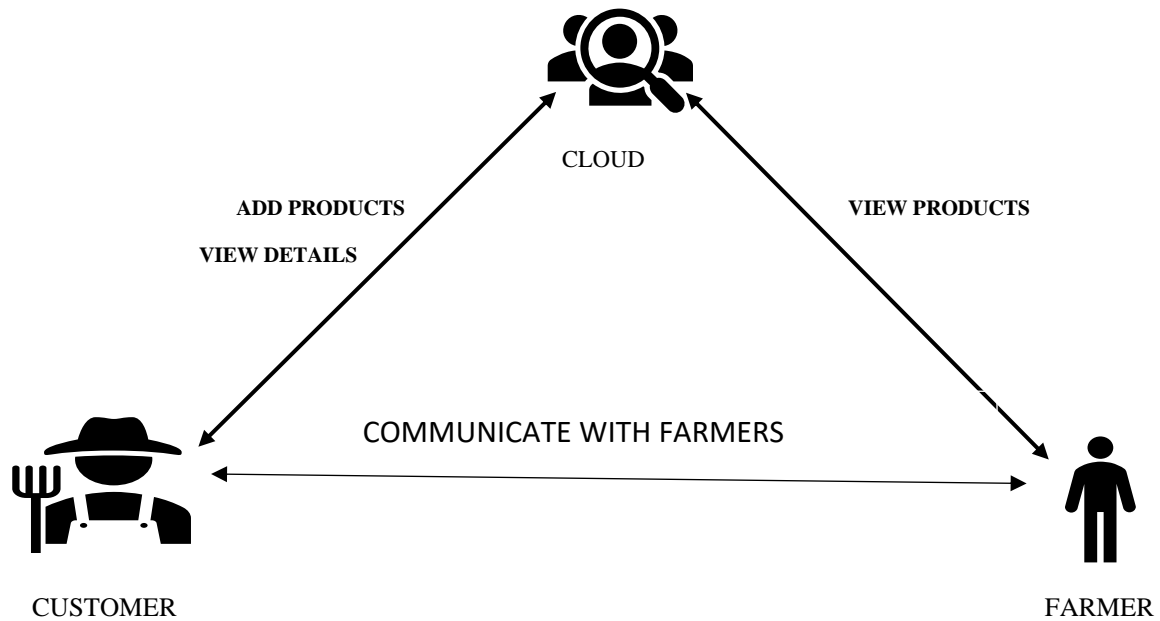 CLOUD
ADD PRODUCTS
VIEW PRODUCTS
VIEW DETAILS
COMMUNICATE WITH FARMERS
CUSTOMER
FARMER